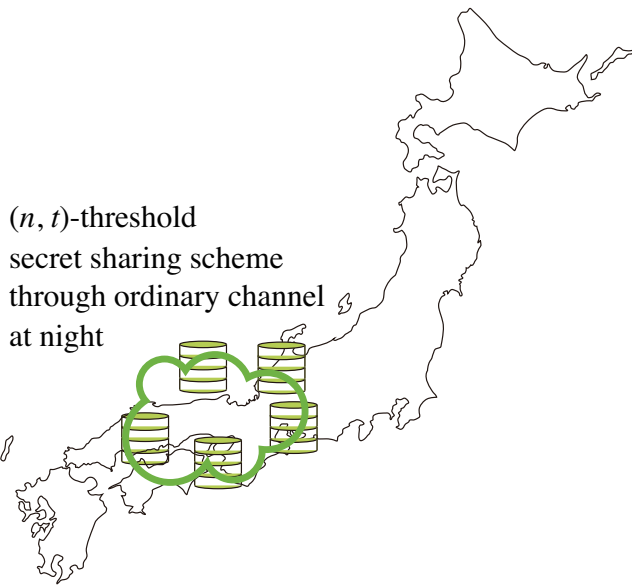 (n, t)-threshold
secret sharing scheme
through ordinary channel
at night